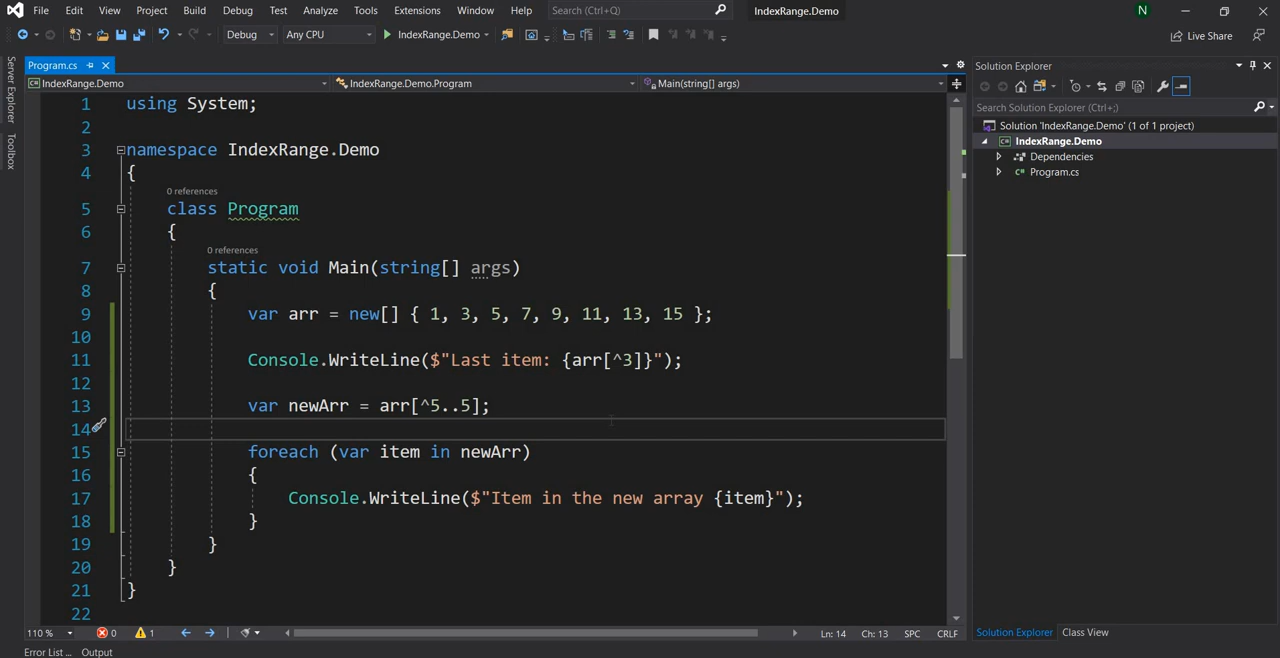 File Edit View Project Build Debug Test Analyze Tools Extensions Window Help Search (Ctrl+Q) IndexRange.Demo N
Debug Any CPU IndexRange.Demo Live Share
Server Explorer
Toolbox
Program.cs
IndexRange.Demo IndexRange.Demo.Program Main(string[] args)
1 using System;
2
3 namespace IndexRange.Demo
4 {
0 references
5 class Program
6 {
0 references
7 static void Main(string[] args)
8 {
9 var arr = new[] { 1, 3, 5, 7, 9, 11, 13, 15 };
10
11 Console.WriteLine($"Last item: {arr[^3]}");
12
13 var newArr = arr[^5..5];
14
15 foreach (var item in newArr)
16 {
17 Console.WriteLine($"Item in the new array {item}");
18 }
19 }
20 }
21 }
22
110 % 0 1 Ln: 14 Ch: 13 SPC CRLF
Error List ... Output
Solution Explorer
Search Solution Explorer (Ctrl+;)
Solution 'IndexRange.Demo' (1 of 1 project)
C# IndexRange.Demo
Dependencies
C# Program.cs
Solution Explorer Class View